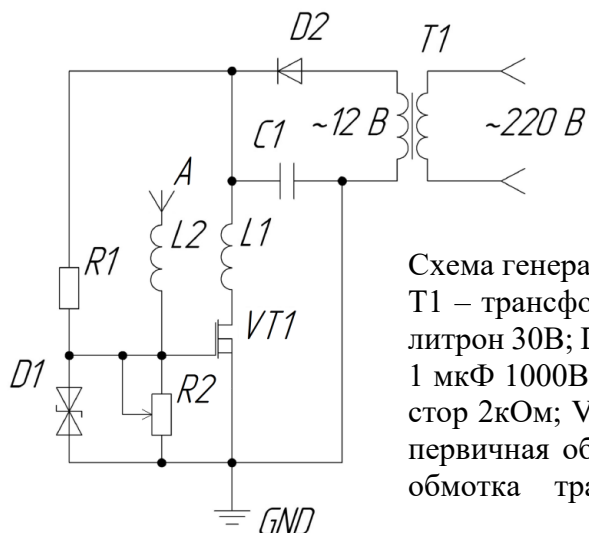 D2
T1
~12 В
~220 В
C1
A
L2
L1
R1
VT1
D1
R2
GND
Схема генера
Т1 – трансфо
литрон 30В;
1 мкФ 1000В
стор 2кОм; V
первичная об
обмотка тра